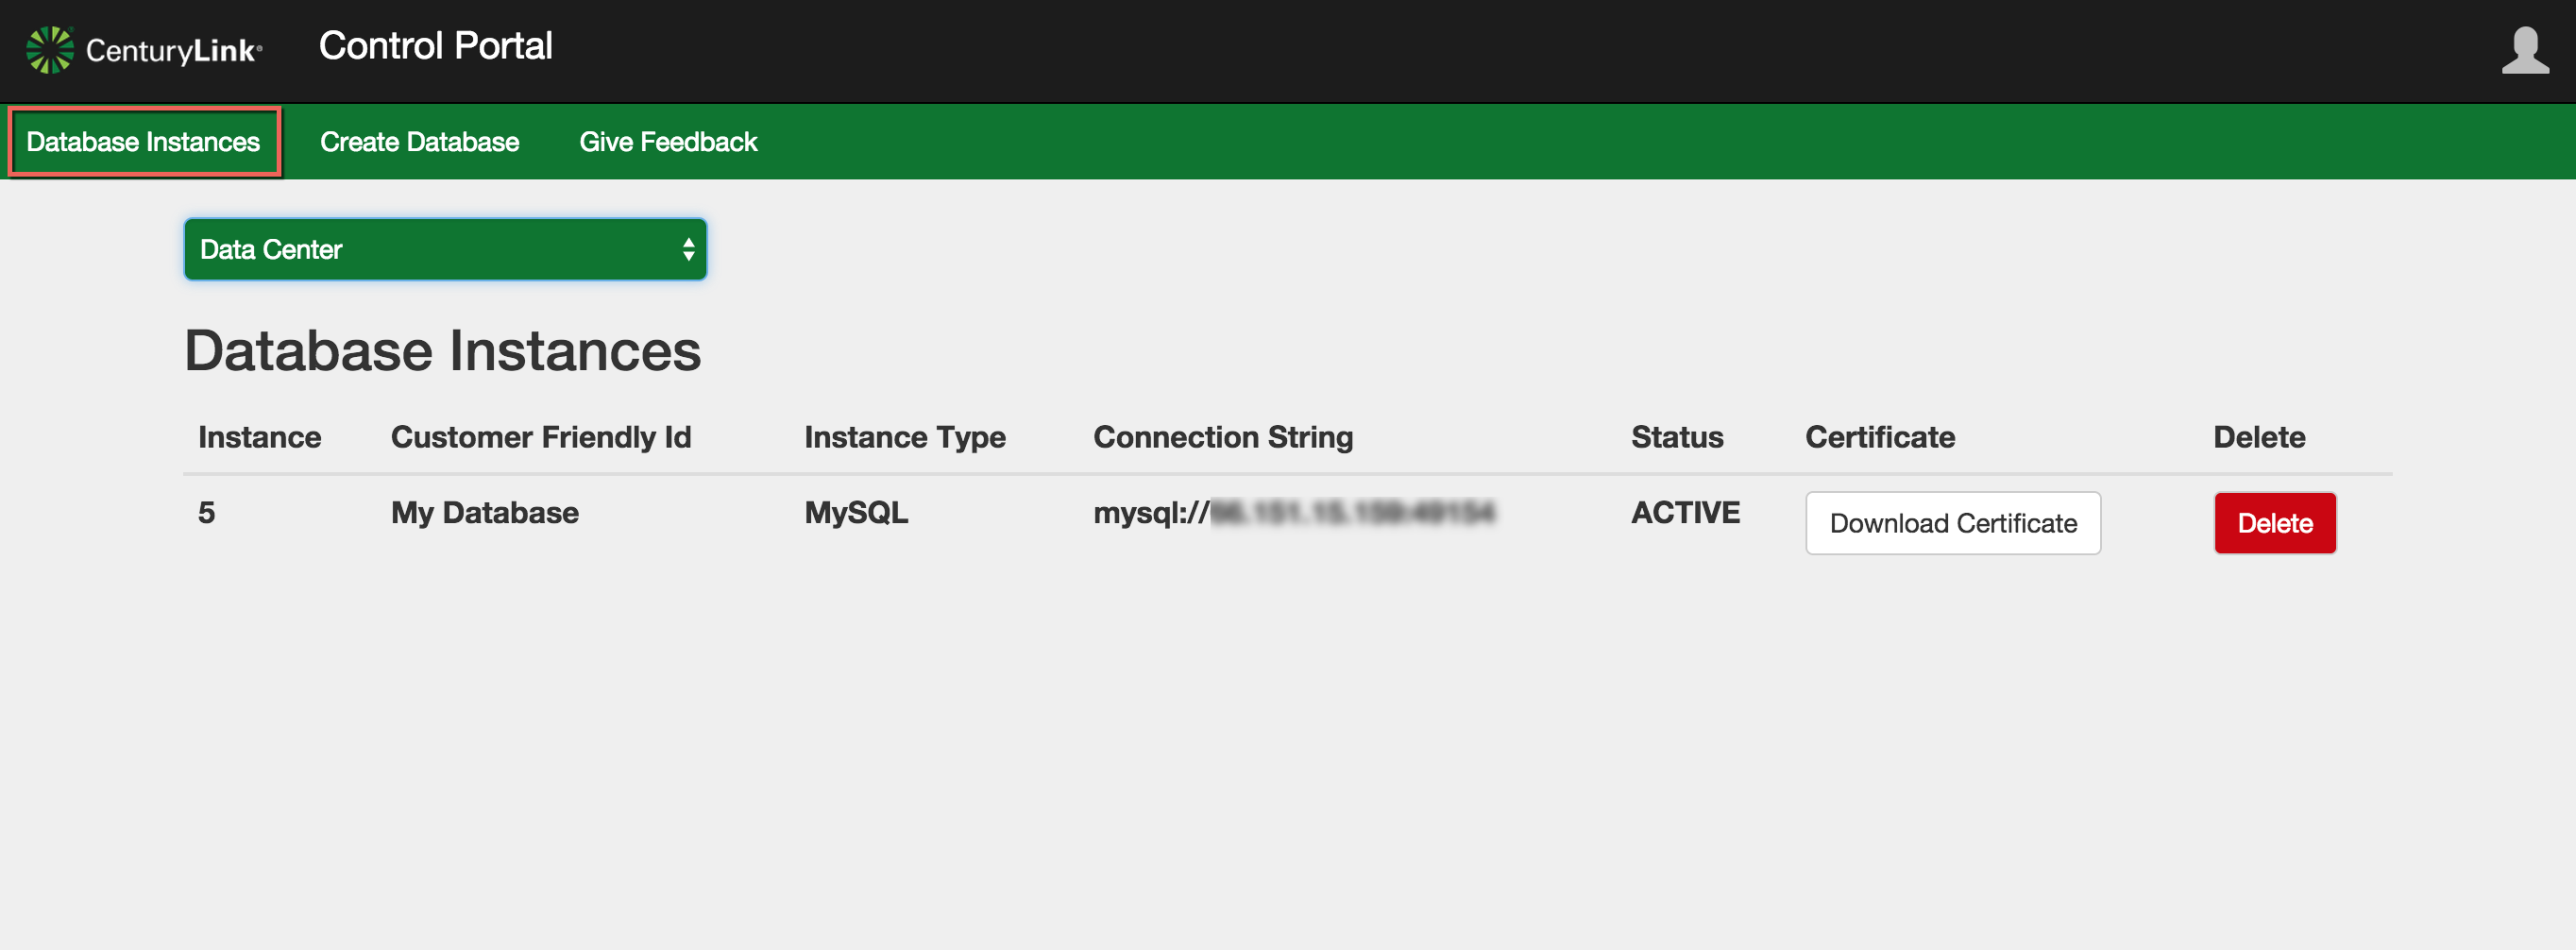 CenturyLink® Control Portal
Database Instances Create Database Give Feedback
Data Center
Database Instances
Instance Customer Friendly Id Instance Type Connection String Status Certificate Delete
5 My Database MySQL mysql:// ACTIVE Download Certificate Delete